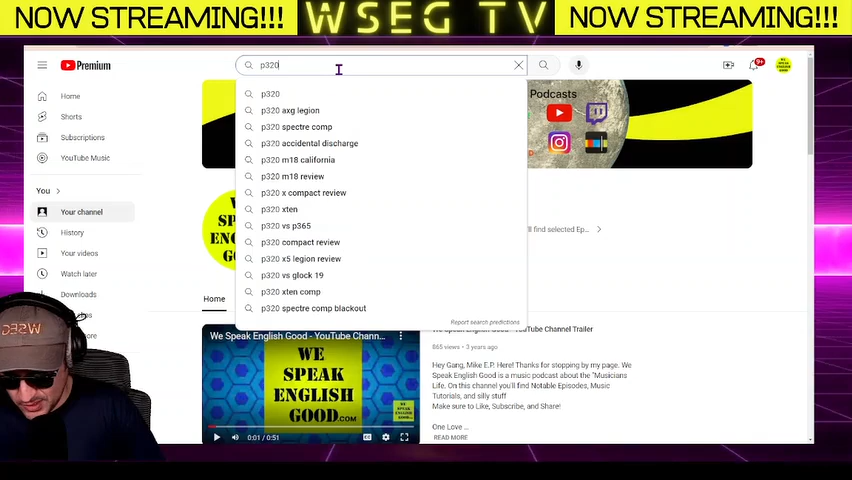 NOW STREAMING!!!
WSEG TV
NOW STREAMING!!!
Premium
p320
9+
Home
Shorts
Subscriptions
YouTube Music
You
Your channel
History
Your videos
Watch later
Downloads
p320
p320 axg legion
p320 spectre comp
p320 accidental discharge
p320 m18 california
p320 m18 review
p320 x compact review
p320 xten
p320 vs p365
p320 compact review
p320 x5 legion review
p320 vs glock 19
p320 xten comp
p320 spectre comp blackout
Report search predictions
Podcasts
'll find selected Ep...
Home
We Speak English Good - YouTube Chann...
WE
SPEAK
ENGLISH
GOOD.COM
0:01 / 0:51
We Speak English Good - YouTube Channel Trailer
865 views • 3 years ago
Hey Gang, Mike E.P. Here! Thanks for stopping by my page. We
Speak English Good is a music podcast about the "Musicians
Life. On this channel you'll find Notable Episodes, Music
Tutorials, and silly stuff
Make sure to Like, Subscribe, and Share!
One Love ...
READ MORE
WSEG